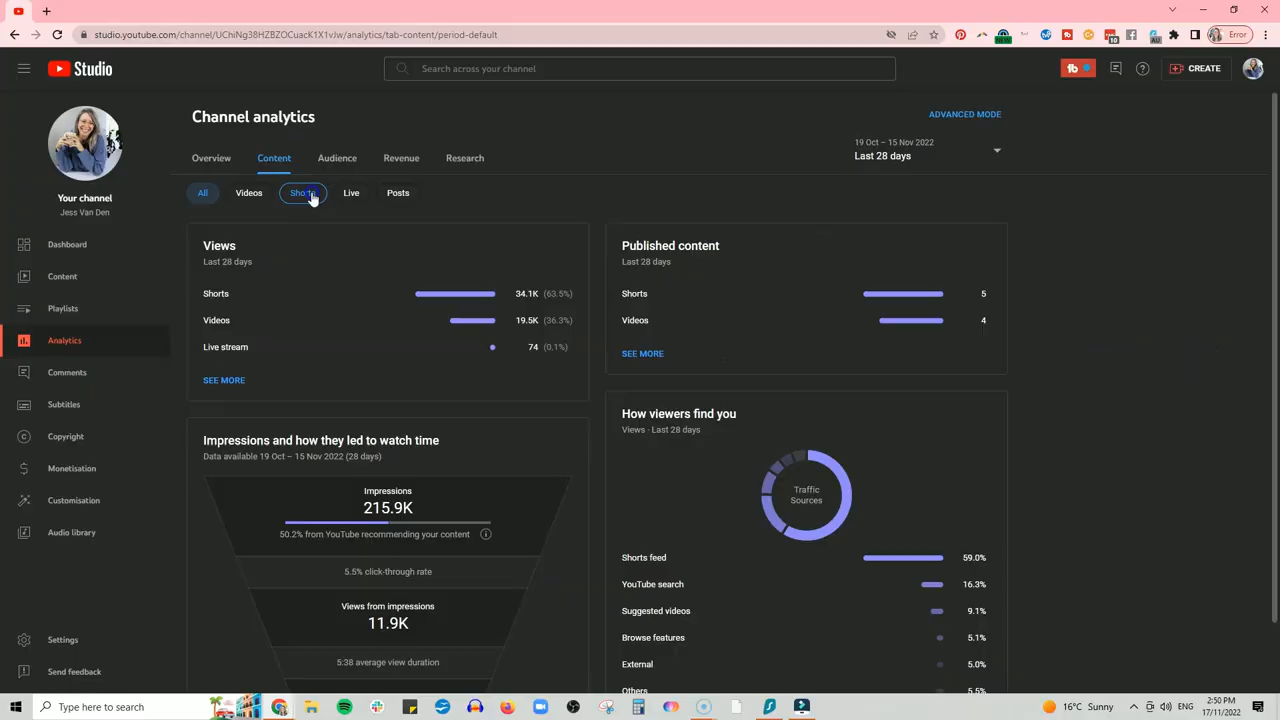 studio.youtube.com/channel/UChiNg38HZBZOCuacK1X1vJw/analytics/tab-content/period-default
Error
Studio
Search across your channel
CREATE
Your channel
Jess Van Den
Dashboard
Content
Playlists
Analytics
Comments
Subtitles
Copyright
Monetisation
Customisation
Audio library
Settings
Send feedback
Channel analytics
ADVANCED MODE
Overview
Content
Audience
Revenue
Research
19 Oct – 15 Nov 2022
Last 28 days
All
Videos
Shorts
Live
Posts
Views
Last 28 days
Shorts 34.1K (63.5%)
Videos 19.5K (36.3%)
Live stream 74 (0.1%)
SEE MORE
Published content
Last 28 days
Shorts 5
Videos 4
SEE MORE
Impressions and how they led to watch time
Data available 19 Oct – 15 Nov 2022 (28 days)
Impressions
215.9K
50.2% from YouTube recommending your content
5.5% click-through rate
Views from impressions
11.9K
5:38 average view duration
How viewers find you
Views · Last 28 days
Traffic
Sources
Shorts feed 59.0%
YouTube search 16.3%
Suggested videos 9.1%
Browse features 5.1%
External 5.0%
Others 5.5%
Type here to search
16°C Sunny
ENG
2:50 PM
17/11/2022